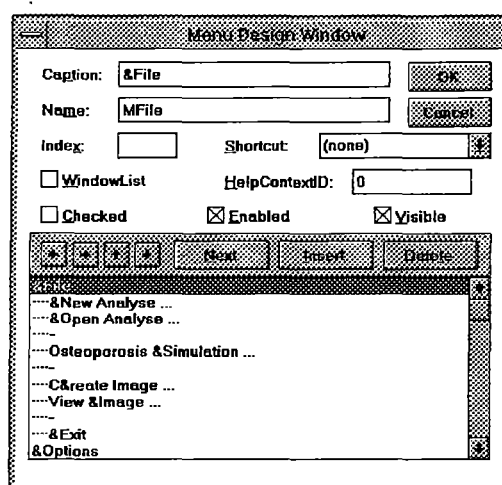 Menu Design Window
Caption: &File OK
Name: MFile Cancel
Index: Shortcut: (none)
WindowList HelpContextID: 0
Checked Enabled Visible
Next Insert Delete
&File
----&New Analyse ...
----&Open Analyse ...
-----
----Osteoporosis &Simulation ...
-----
----C&reate Image ...
----View &Image ...
-----
----&Exit
&Options